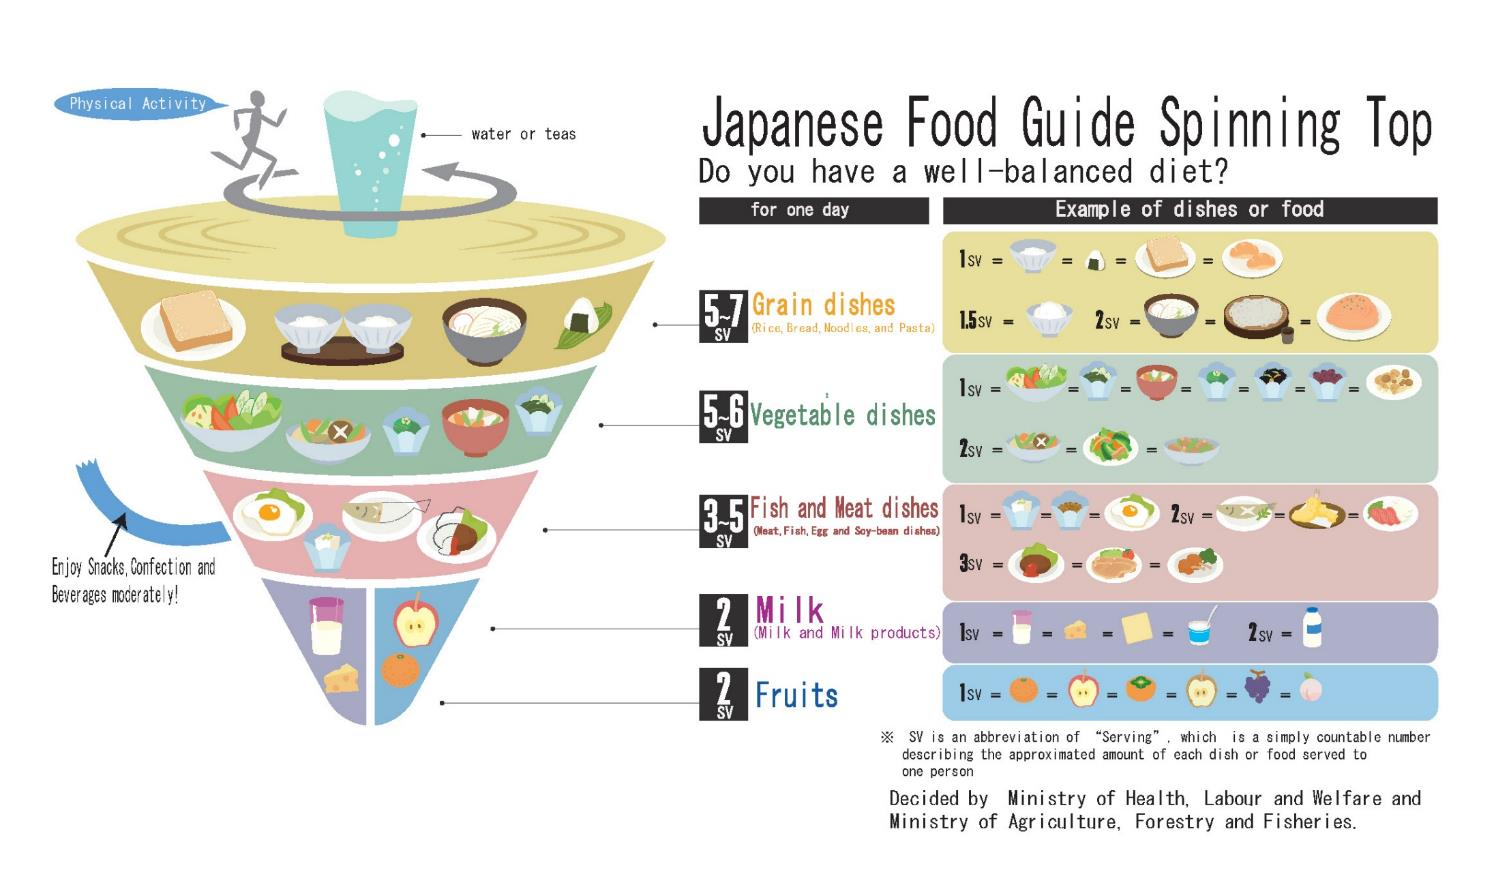 Physical Activity
water or teas
Japanese Food Guide Spinning Top
Do you have a well-balanced diet?
for one day
Example of dishes or food
5~7 SV
Grain dishes
(Rice, Bread, Noodles, and Pasta)
1SV = = = =
1.5SV = 2SV = = =
5~6 SV
Vegetable dishes
1SV = = = = = = =
2SV = = =
3~5 SV
Fish and Meat dishes
(Meat, Fish, Egg and Soy-bean dishes)
1SV = = = 2SV = = =
3SV = = =
Enjoy Snacks, Confection and
Beverages moderately!
2 SV
Milk
(Milk and Milk products)
1SV = = = = 2SV =
2 SV
Fruits
1SV = = = = = =
※ SV is an abbreviation of “Serving”, which is a simply countable number
describing the approximated amount of each dish or food served to
one person
Decided by Ministry of Health, Labour and Welfare and
Ministry of Agriculture, Forestry and Fisheries.